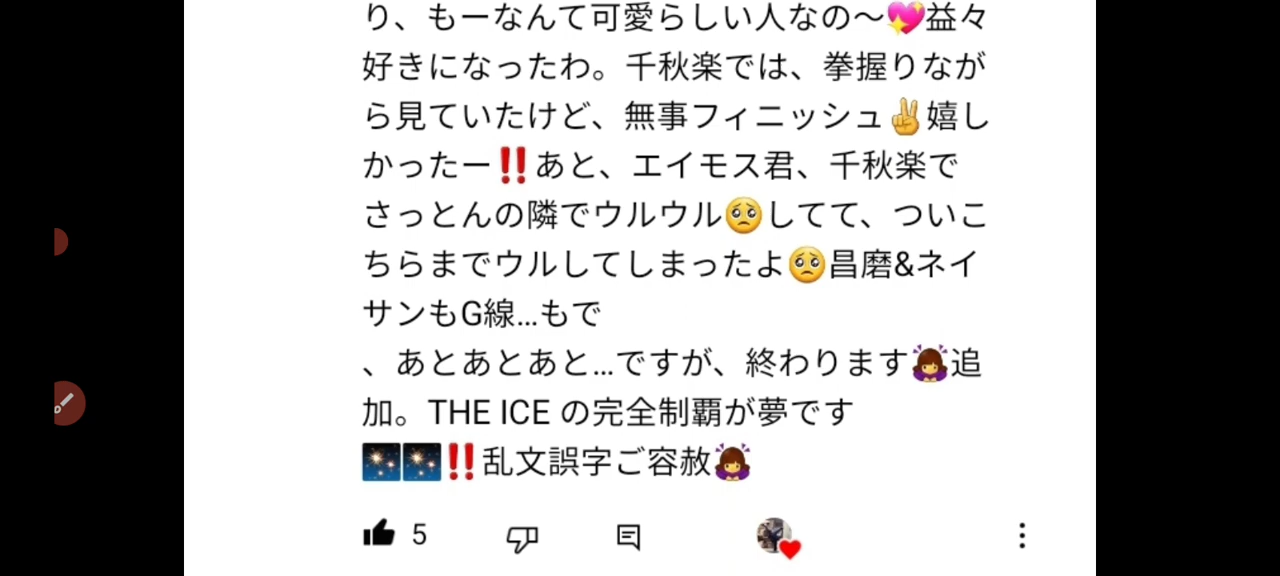 り、もーなんて可愛らしい人なの〜💖益々
好きになったわ。千秋楽では、拳握りなが
ら見ていたけど、無事フィニッシュ✌嬉し
かったー‼️あと、エイモス君、千秋楽で
さっとんの隣でウルウル🥺してて、ついこ
ちらまでウルしてしまったよ🥺昌磨&ネイ
サンもG線…もで
、あとあとあと…ですが、終わります🙇‍♀️追
加。THE ICE の完全制覇が夢です
🎇🎇‼️乱文誤字ご容赦🙇‍♀️
5